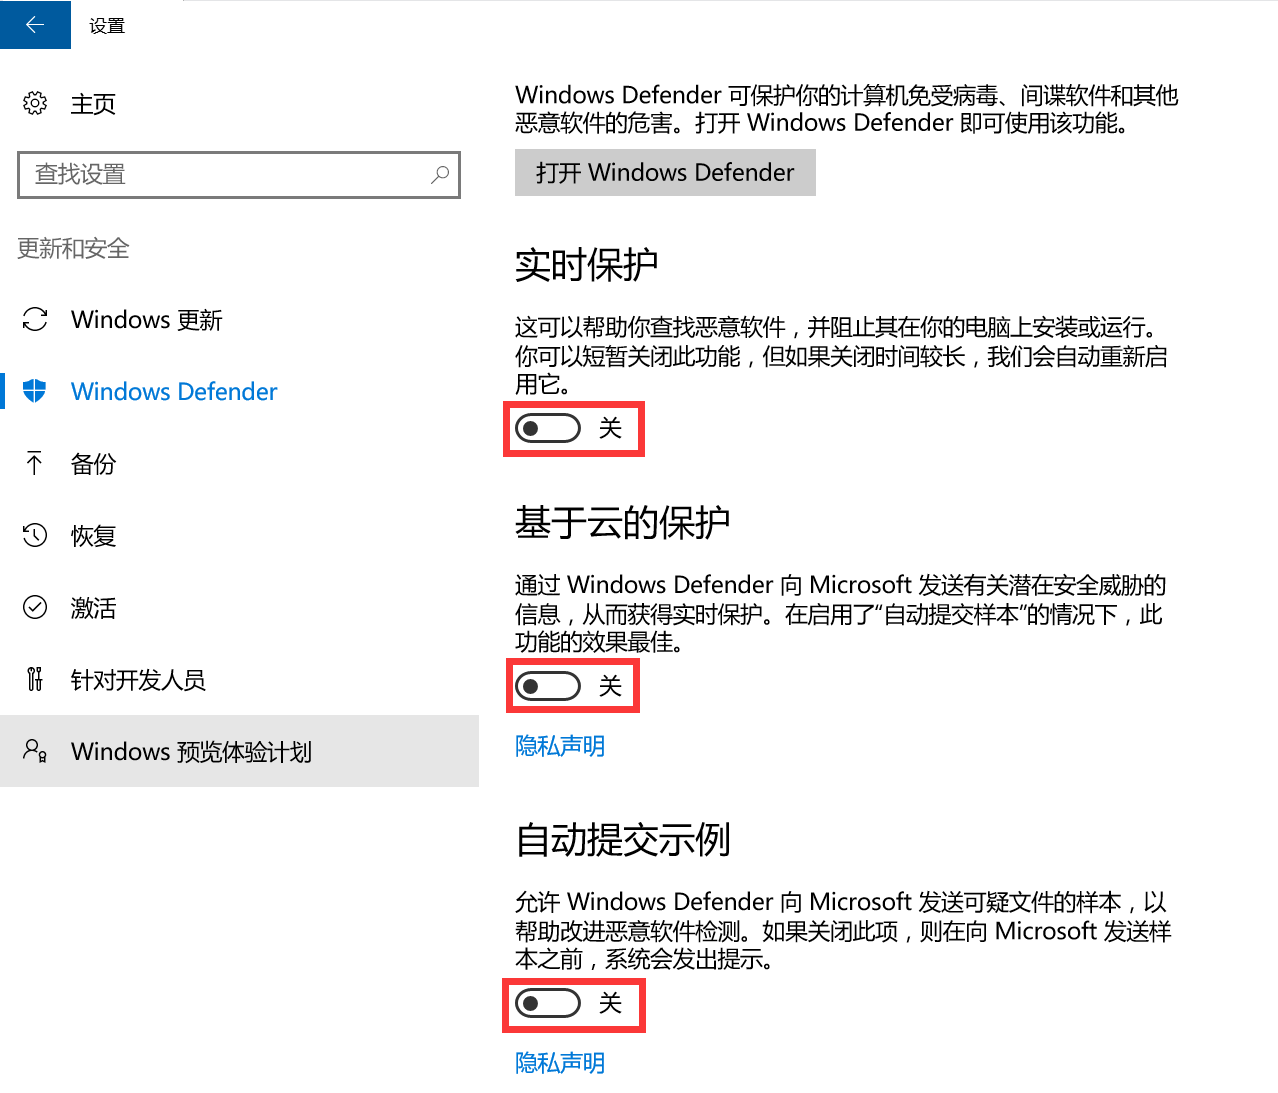 设置
主页
查找设置
更新和安全
Windows 更新
Windows Defender
备份
恢复
激活
针对开发人员
Windows 预览体验计划
Windows Defender 可保护你的计算机免受病毒、间谍软件和其他
恶意软件的危害。打开 Windows Defender 即可使用该功能。
打开 Windows Defender
实时保护
这可以帮助你查找恶意软件，并阻止其在你的电脑上安装或运行。
你可以短暂关闭此功能，但如果关闭时间较长，我们会自动重新启
用它。
关
基于云的保护
通过 Windows Defender 向 Microsoft 发送有关潜在安全威胁的
信息，从而获得实时保护。在启用了“自动提交样本”的情况下，此
功能的效果最佳。
关
隐私声明
自动提交示例
允许 Windows Defender 向 Microsoft 发送可疑文件的样本，以
帮助改进恶意软件检测。如果关闭此项，则在向 Microsoft 发送样
本之前，系统会发出提示。
关
隐私声明